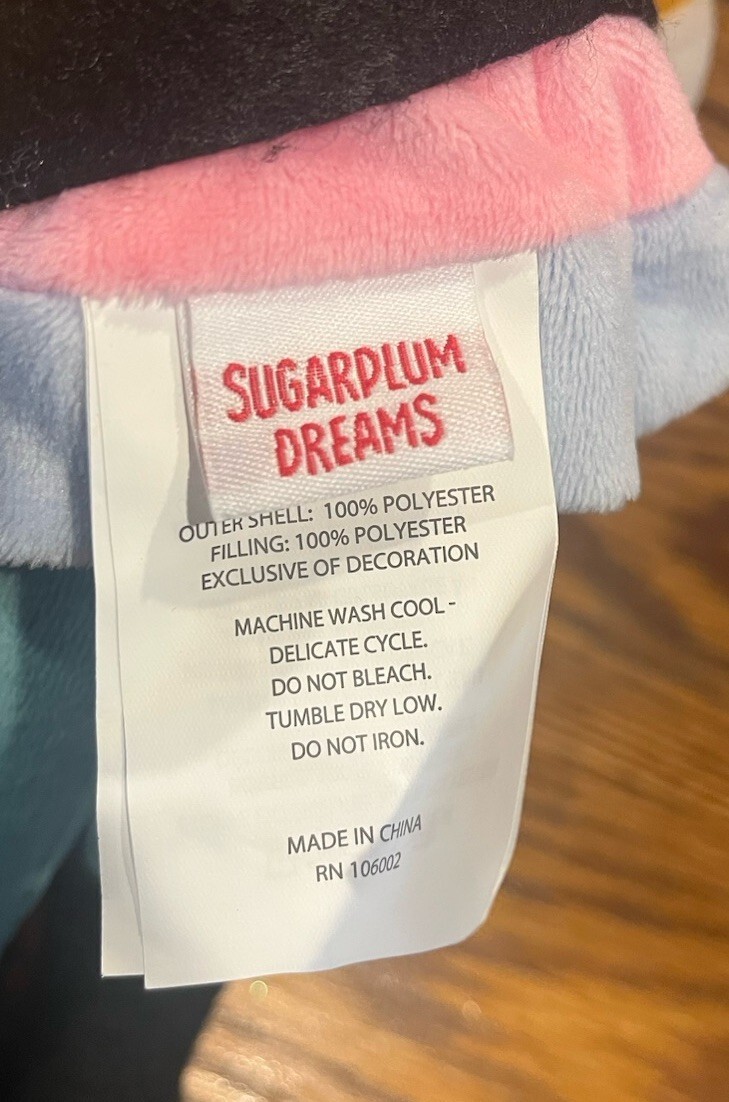 SUGARPLUM
DREAMS
OUTER SHELL: 100% POLYESTER
FILLING: 100% POLYESTER
EXCLUSIVE OF DECORATION
MACHINE WASH COOL -
DELICATE CYCLE.
DO NOT BLEACH.
TUMBLE DRY LOW.
DO NOT IRON.
MADE IN CHINA
RN 106002